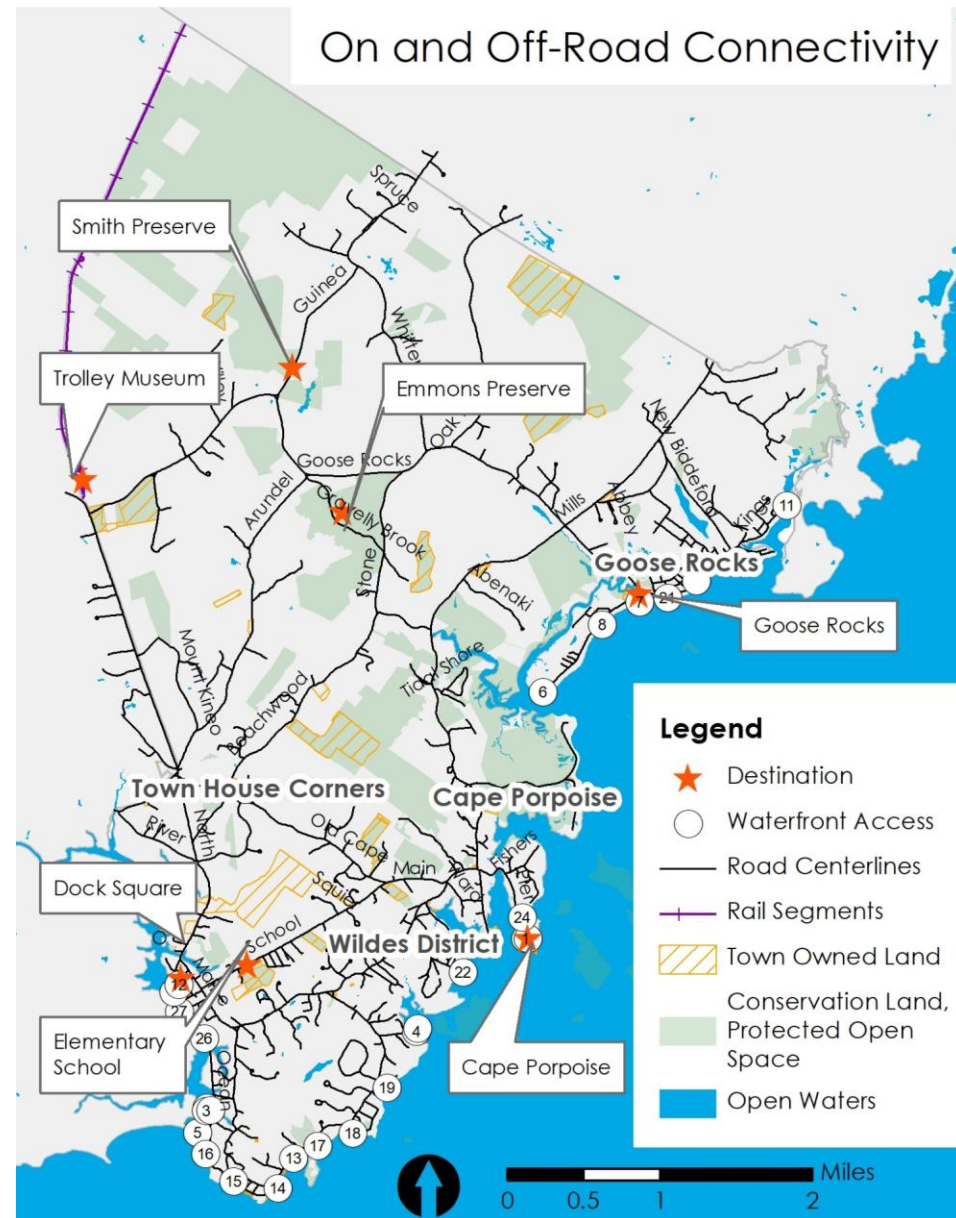 On and Off-Road Connectivity
Spruce
Smith Preserve
Guinea
Trolley Museum
Emmons Preserve
Oak
Goose Rocks
New Biddeford
Arundel
Gravelly Brook
Mills
Abbey
Kings
11
Stone
Abenaki
Goose Rocks
7
21
8
Goose Rocks
6
Tidal Shore
Mount Kineo
Beachwood
Town House Corners
Cape Porpoise
River
North
Old Cape
Main
Ward
Fishers
Pier
Dock Square
School
24
Wildes District
1
22
12
Maine
27
26
4
Elementary
School
Cape Porpoise
Ocean
19
3
5
18
16
17
13
15
14
Legend
Destination
Waterfront Access
Road Centerlines
Rail Segments
Town Owned Land
Conservation Land,
Protected Open
Space
Open Waters
Miles
0
0.5
1
2